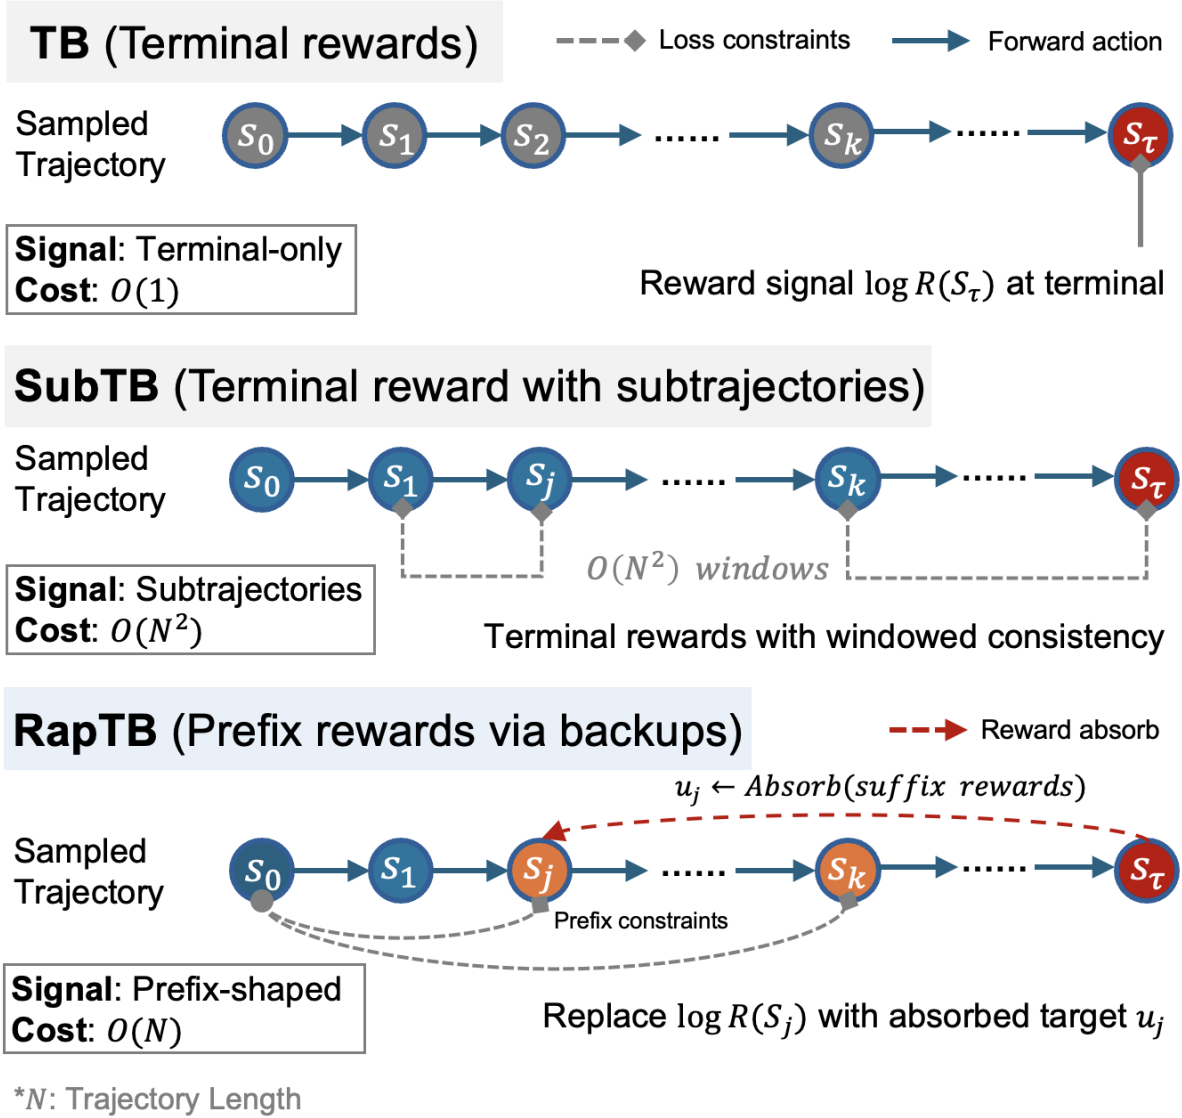 TB (Terminal rewards)
Loss constraints
Forward action
Sampled
Trajectory
S₀ S₁ S₂ ...... Sₖ ...... S_τ
Signal: Terminal-only
Cost: O(1)
Reward signal log R(S_τ) at terminal
SubTB (Terminal reward with subtrajectories)
Sampled
Trajectory
S₀ S₁ Sⱼ ...... Sₖ ...... S_τ
O(N²) windows
Signal: Subtrajectories
Cost: O(N²)
Terminal rewards with windowed consistency
RapTB (Prefix rewards via backups)
Reward absorb
uⱼ ← Absorb(suffix rewards)
Sampled
Trajectory
S₀ S₁ Sⱼ ...... Sₖ ...... S_τ
Prefix constraints
Signal: Prefix-shaped
Cost: O(N)
Replace log R(Sⱼ) with absorbed target uⱼ
*N: Trajectory Length